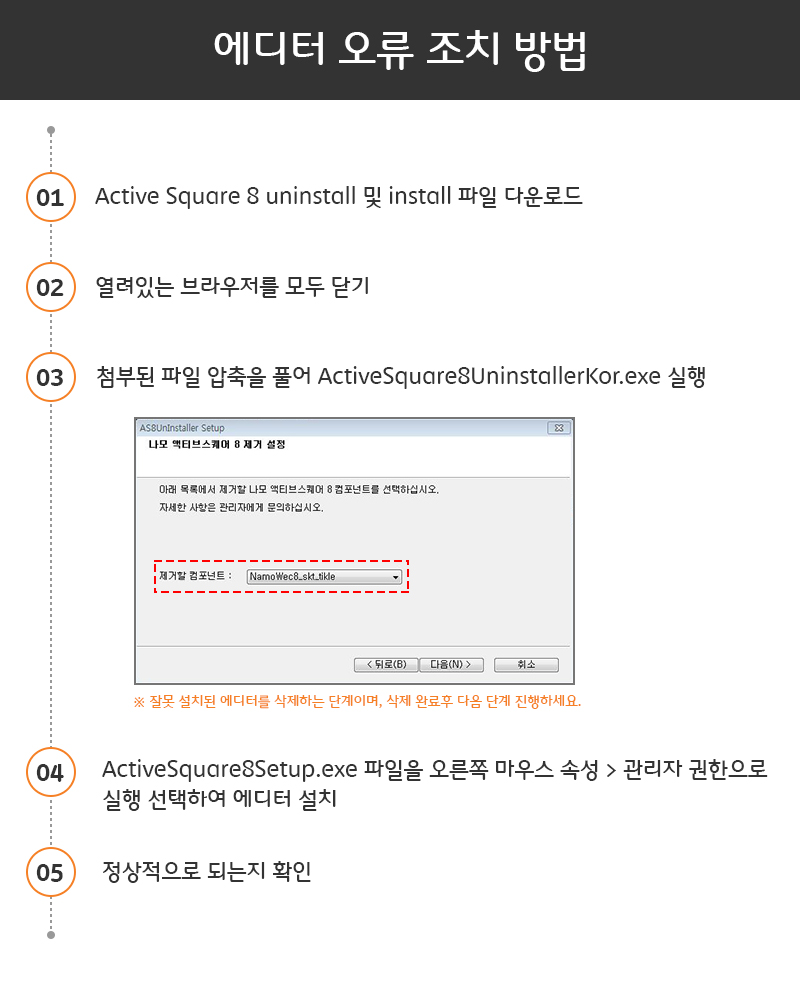 에디터 오류 조치 방법
01 Active Square 8 uninstall 및 install 파일 다운로드
02 열려있는 브라우저를 모두 닫기
03 첨부된 파일 압축을 풀어 ActiveSquare8UninstallerKor.exe 실행
AS8UnInstaller Setup
나모 액티브스퀘어 8 제거 설정
아래 목록에서 제거할 나모 액티브스퀘어 8 컴포넌트를 선택하십시오.
자세한 사항은 관리자에게 문의하십시오.
제거할 컴포넌트 : NamoWec8_skt_tikle
< 뒤로(B) 다음(N) > 취소
※ 잘못 설치된 에디터를 삭제하는 단계이며, 삭제 완료후 다음 단계 진행하세요.
04 ActiveSquare8Setup.exe 파일을 오른쪽 마우스 속성 > 관리자 권한으로
실행 선택하여 에디터 설치
05 정상적으로 되는지 확인